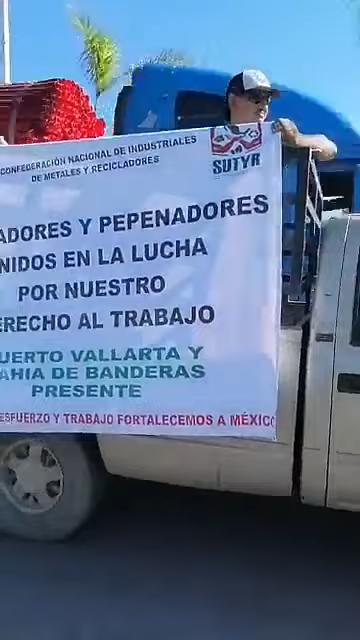 CONFEDERACIÓN NACIONAL DE INDUSTRIALES
DE METALES Y RECICLADORES
SUTYR
ADORES Y PEPENADORES
NIDOS EN LA LUCHA
POR NUESTRO
ERECHO AL TRABAJO
UERTO VALLARTA Y
AHIA DE BANDERAS
PRESENTE
ESFUERZO Y TRABAJO FORTALECEMOS A MÉXICO